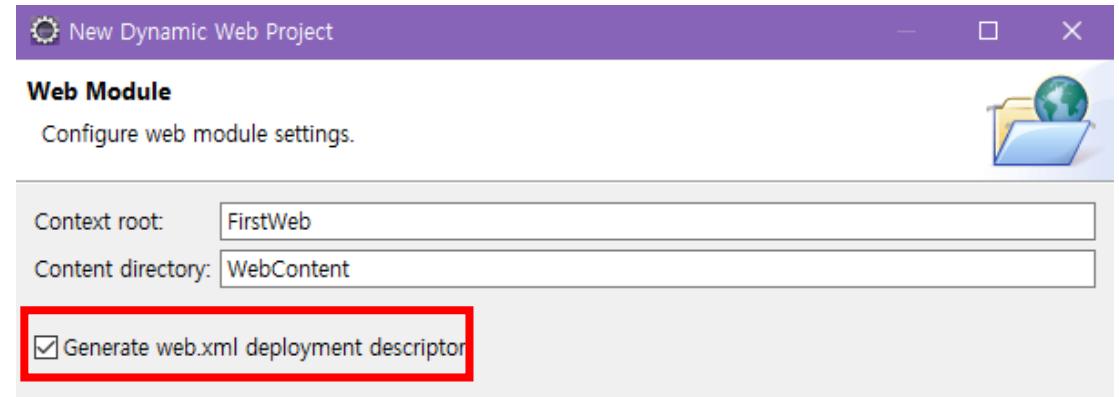 New Dynamic Web Project
Web Module
Configure web module settings.
Context root: FirstWeb
Content directory: WebContent
Generate web.xml deployment descriptor